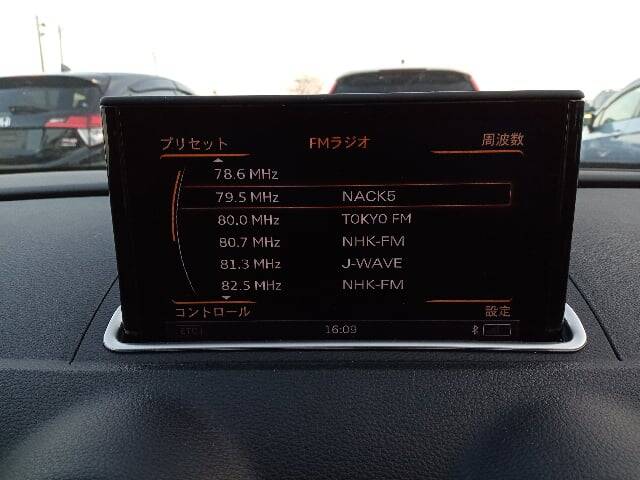 プリセット FMラジオ 周波数
78.6 MHz
79.5 MHz NACK5
80.0 MHz TOKYO FM
80.7 MHz NHK-FM
81.3 MHz J-WAVE
82.5 MHz NHK-FM
コントロール 設定
ETC 16:09